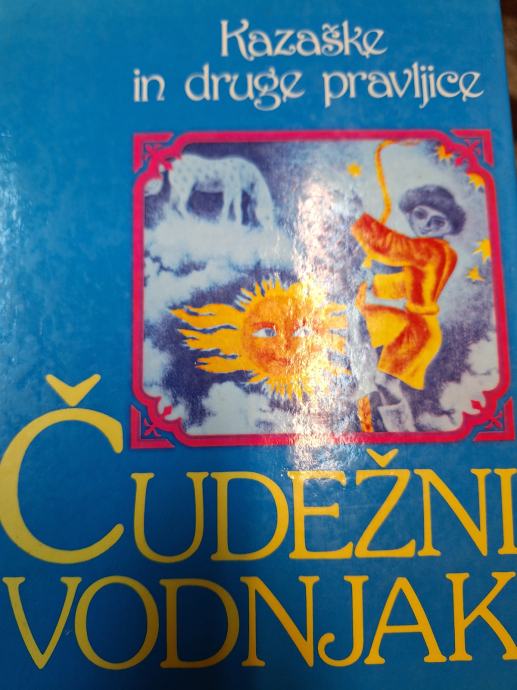 Kazaške
in druge pravljice
ČUDEŽNI
VODNJAK